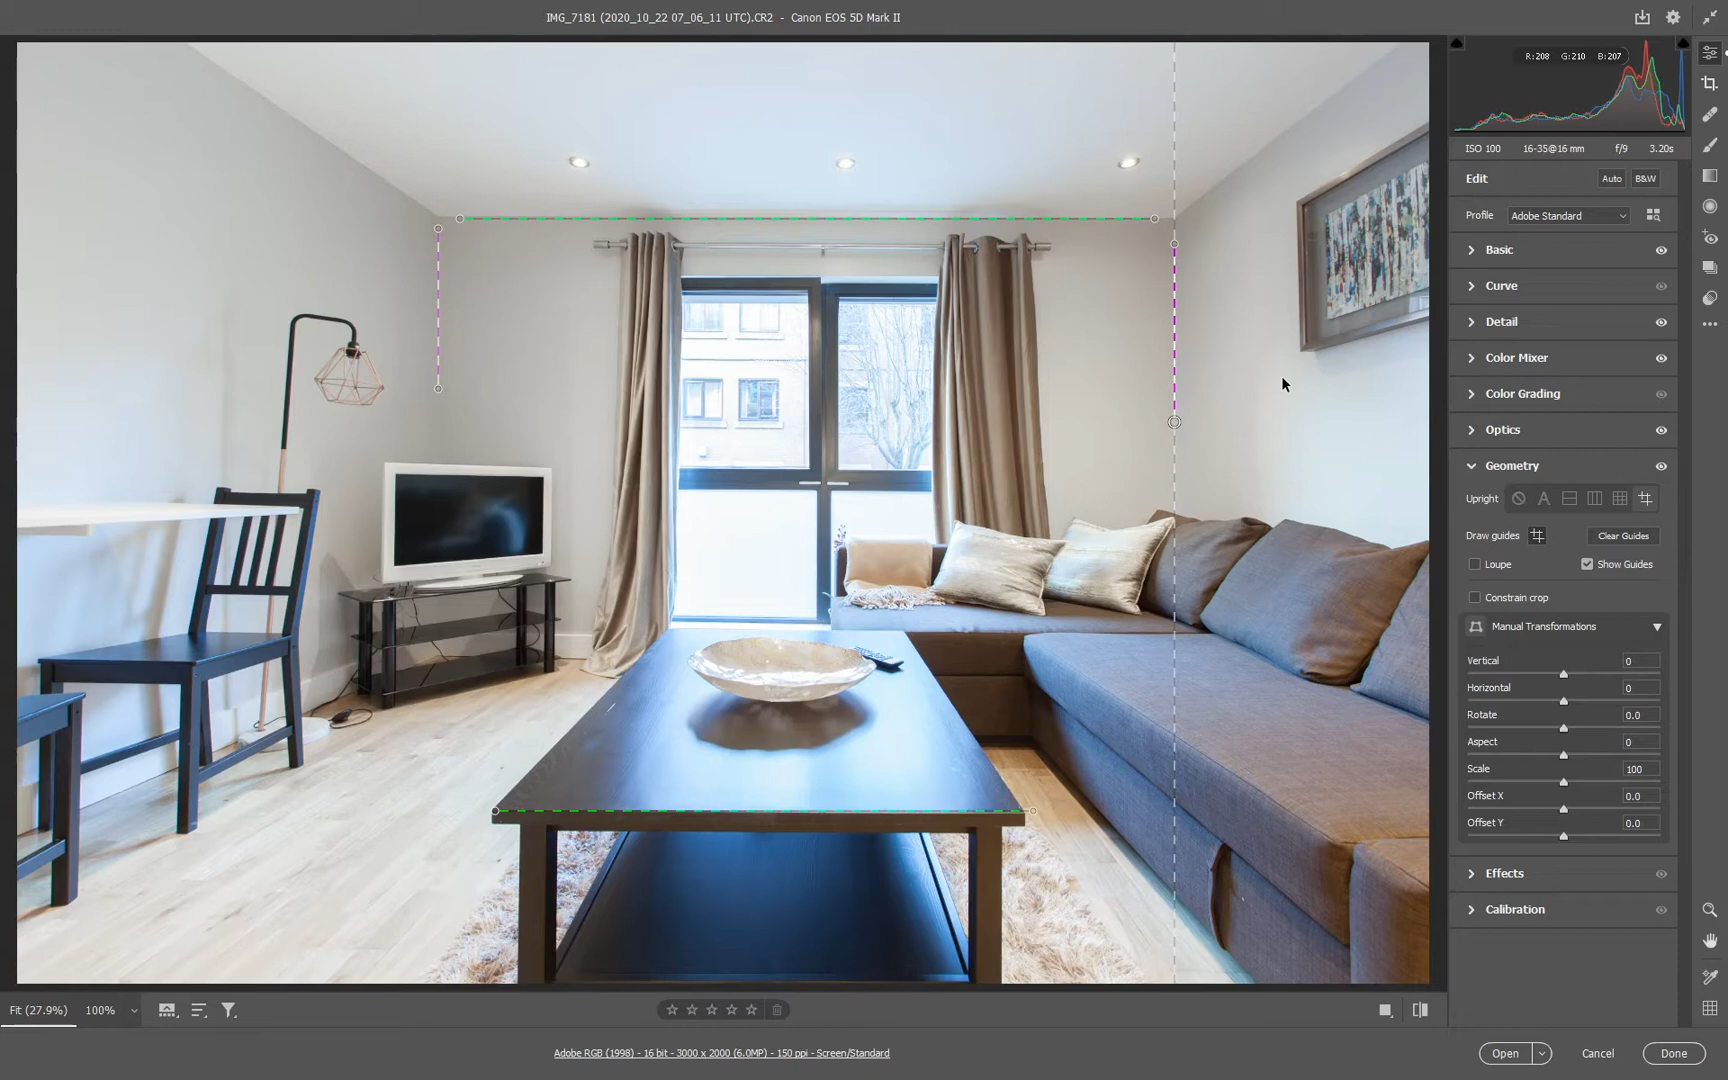 IMG_7181 (2020_10_22 07_06_11 UTC).CR2 - Canon EOS 5D Mark II
R:208 G:210 B:207
ISO 100 16-35@16 mm f/9 3.20s
Edit Auto B&W
Profile Adobe Standard
Basic
Curve
Detail
Color Mixer
Color Grading
Optics
Geometry
Upright A
Draw guides Clear Guides
Loupe Show Guides
Constrain crop
Manual Transformations
Vertical 0
Horizontal 0
Rotate 0.0
Aspect 0
Scale 100
Offset X 0.0
Offset Y 0.0
Effects
Calibration
Fit (27.9%) 100%
Adobe RGB (1998) - 16 bit - 3000 x 2000 (6.0MP) - 150 ppi - Screen/Standard
Open Cancel Done